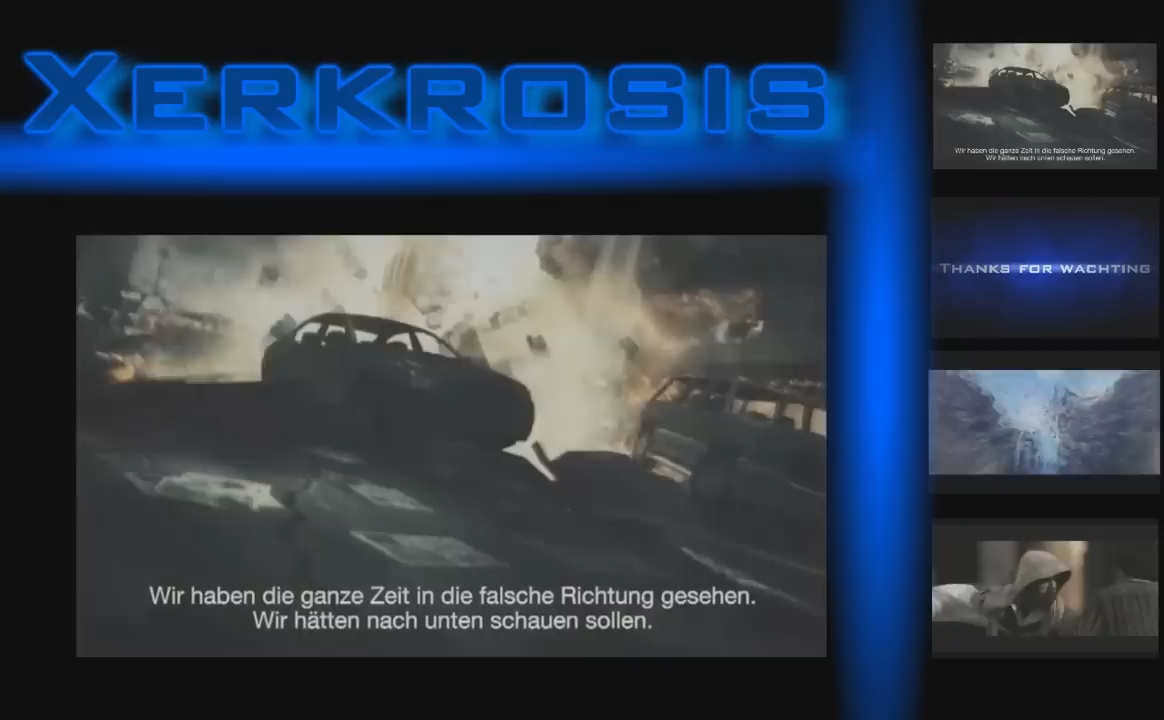 XERKROSIS
Wir haben die ganze Zeit in die falsche Richtung gesehen.
Wir hätten nach unten schauen sollen.
Wir haben die ganze Zeit in die falsche Richtung gesehen.
Wir hätten nach unten schauen sollen.
THANKS FOR WACHTING